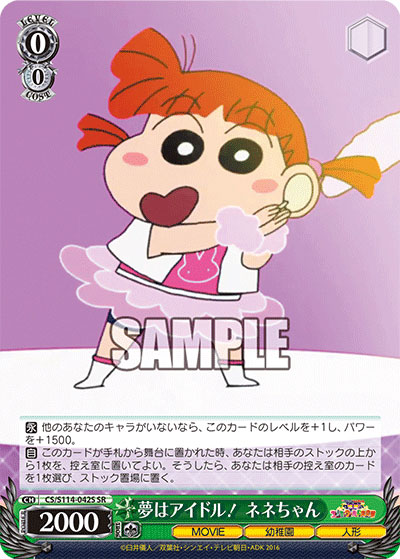 LEVEL
0
0
COST
SAMPLE
永 他のあなたのキャラがいないなら、このカードのレベルを+1し、パワー
を+1500。
自 このカードが手札から舞台に置かれた時、あなたは相手のストックの上
から1枚を、控え室に置いてよい。そうしたら、あなたは相手の控え室
を1枚選び、ストック置場に置く。
CH CS/S114-042S SR
2000
夢はアイドル! ネネちゃん
MOVIE 幼稚園 人形
©臼井儀人/双葉社・シンエイ・テレビ朝日・ADK 2016